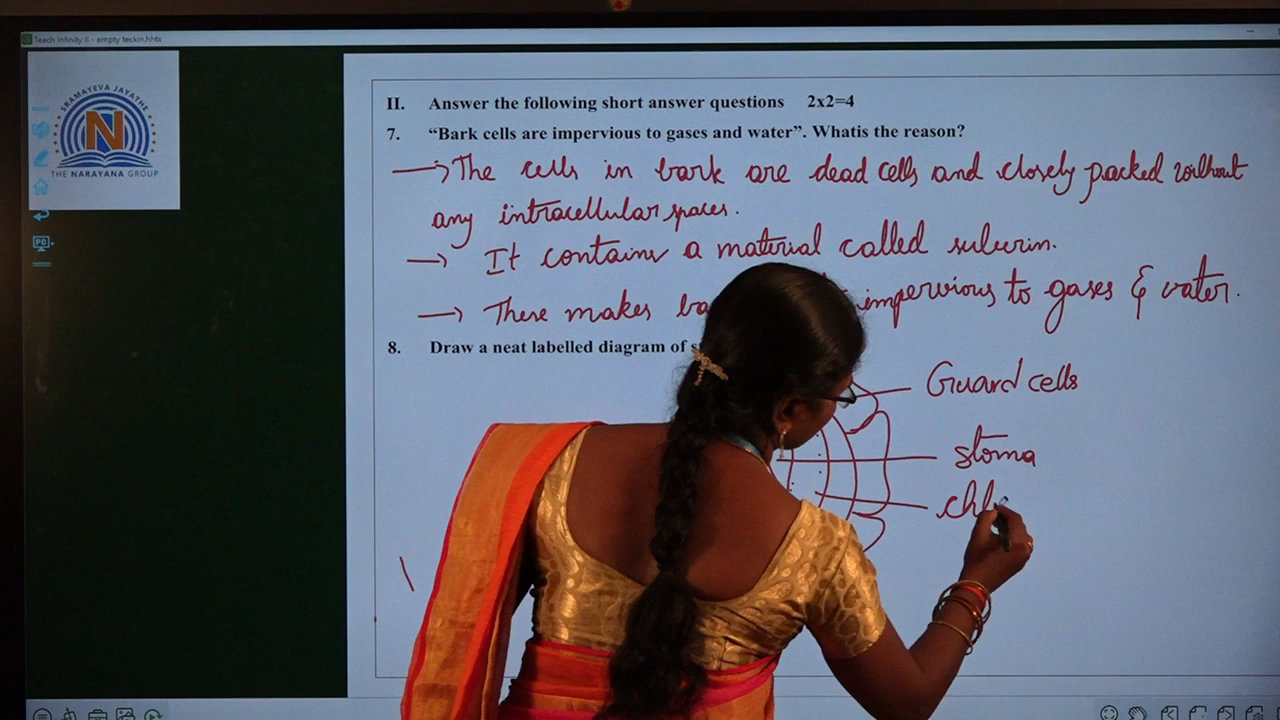 Teach Infinity II - empty teckin.hhtx
SRAMAYEVA JAYATHE
N
THE NARAYANA GROUP
PC
II. Answer the following short answer questions 2x2=4
7. “Bark cells are impervious to gases and water”. Whatis the reason?
The cells in bark are dead cells and closely packed without
any intracellular spaces.
It contains a material called suburin.
These makes impervious to gases & water.
8. Draw a neat labelled diagram of
Guard cells
stoma
chl